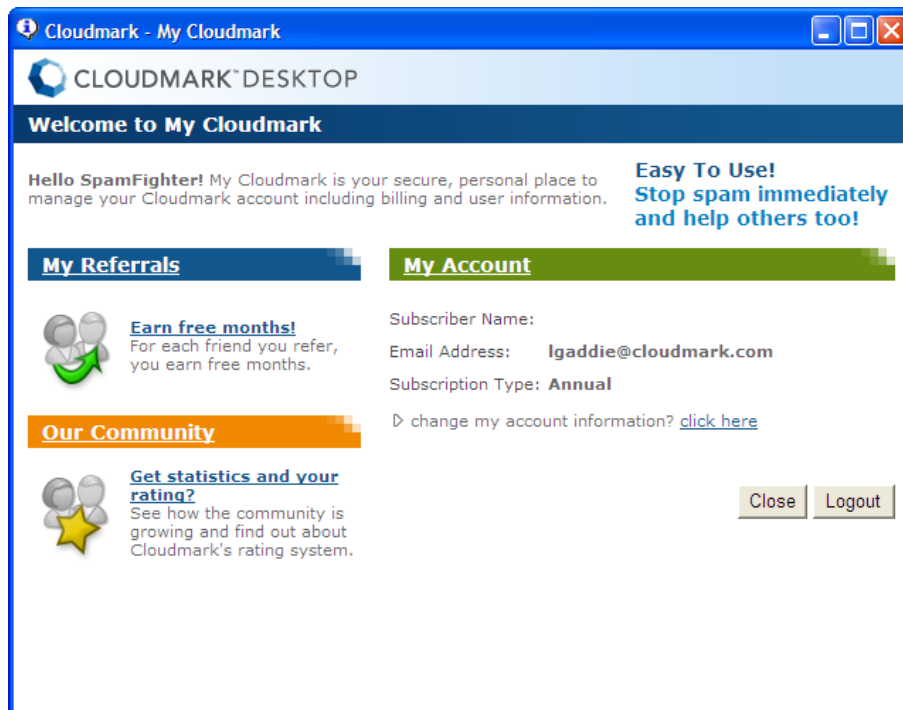 Cloudmark - My Cloudmark
CLOUDMARK™DESKTOP
Welcome to My Cloudmark
Hello SpamFighter! My Cloudmark is your secure, personal place to
manage your Cloudmark account including billing and user information.
Easy To Use!
Stop spam immediately
and help others too!
My Referrals
Earn free months!
For each friend you refer,
you earn free months.
Our Community
Get statistics and your
rating?
See how the community is
growing and find out about
Cloudmark's rating system.
My Account
Subscriber Name:
Email Address: lgaddie@cloudmark.com
Subscription Type: Annual
change my account information? click here
Close Logout